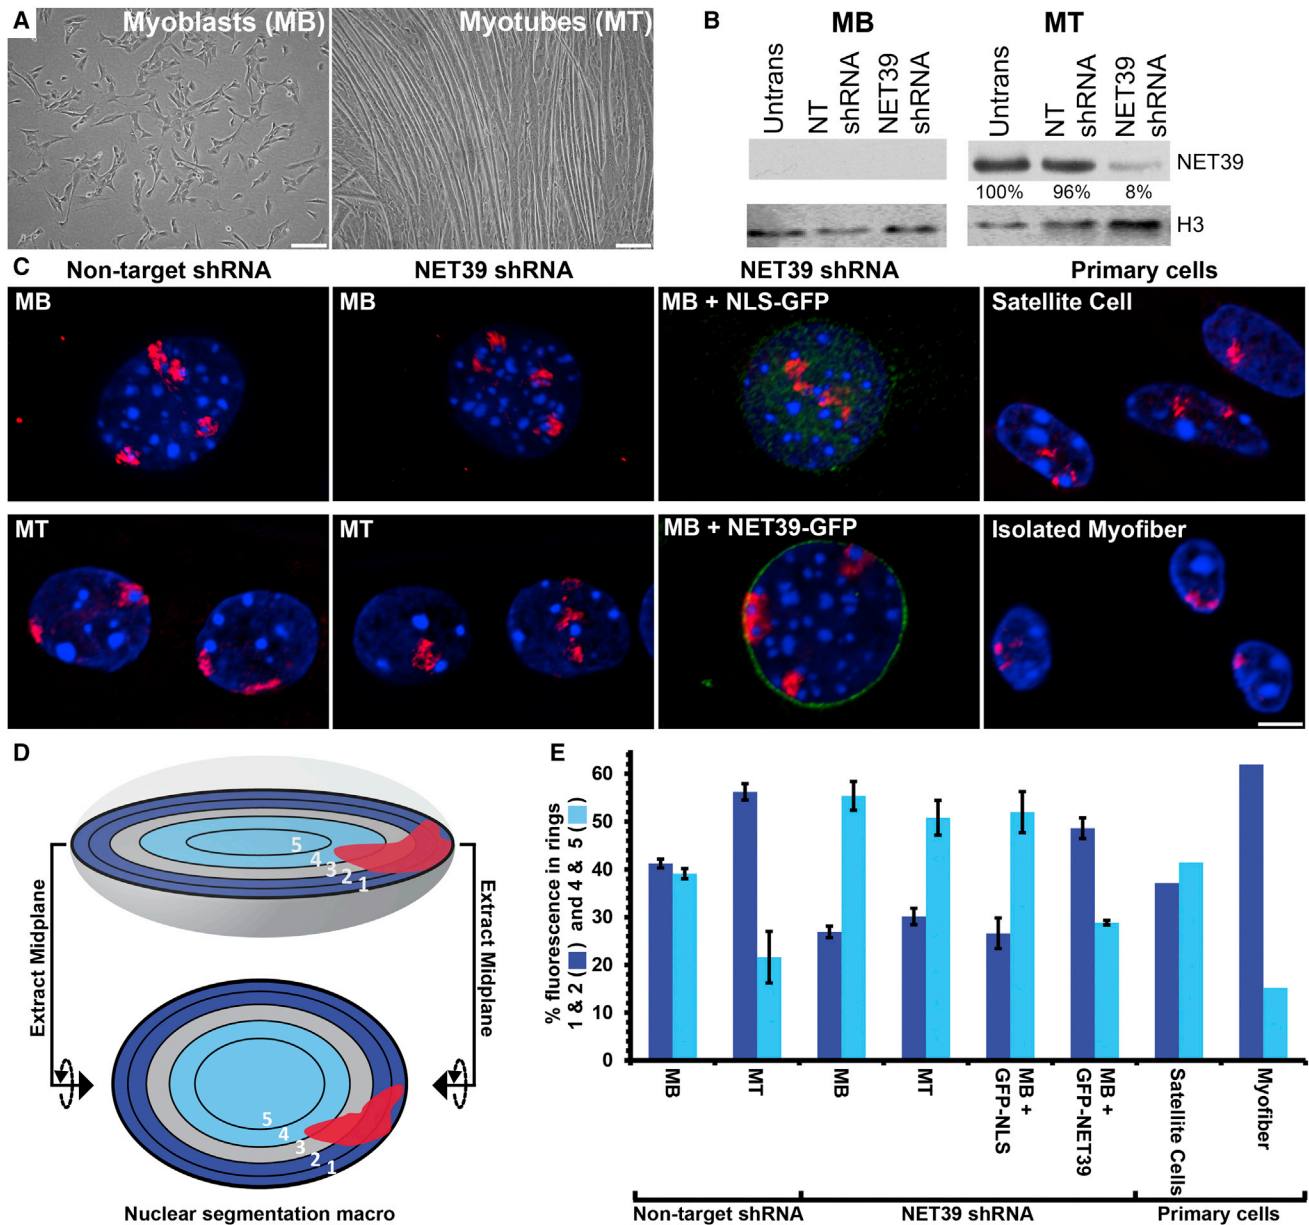 A
Myoblasts (MB)
Myotubes (MT)
B
MB
MT
Untrans
NT
shRNA
NET39
shRNA
Untrans
NT
shRNA
NET39
shRNA
NET39
100%
96%
8%
H3
C
Non-target shRNA
NET39 shRNA
NET39 shRNA
Primary cells
MB
MB
MB + NLS-GFP
Satellite Cell
MT
MT
MB + NET39-GFP
Isolated Myofiber
D
5
4
3
2
1
Extract Midplane
Extract Midplane
5
4
3
2
1
Nuclear segmentation macro
E
% fluorescence in rings
1 & 2 ( ) and 4 & 5 ( )
60
50
40
30
20
10
0
MB
MT
MB
MT
MB +
GFP-NLS
MB +
GFP-NET39
Satellite Cells
Myofiber
Non-target shRNA
NET39 shRNA
Primary cells